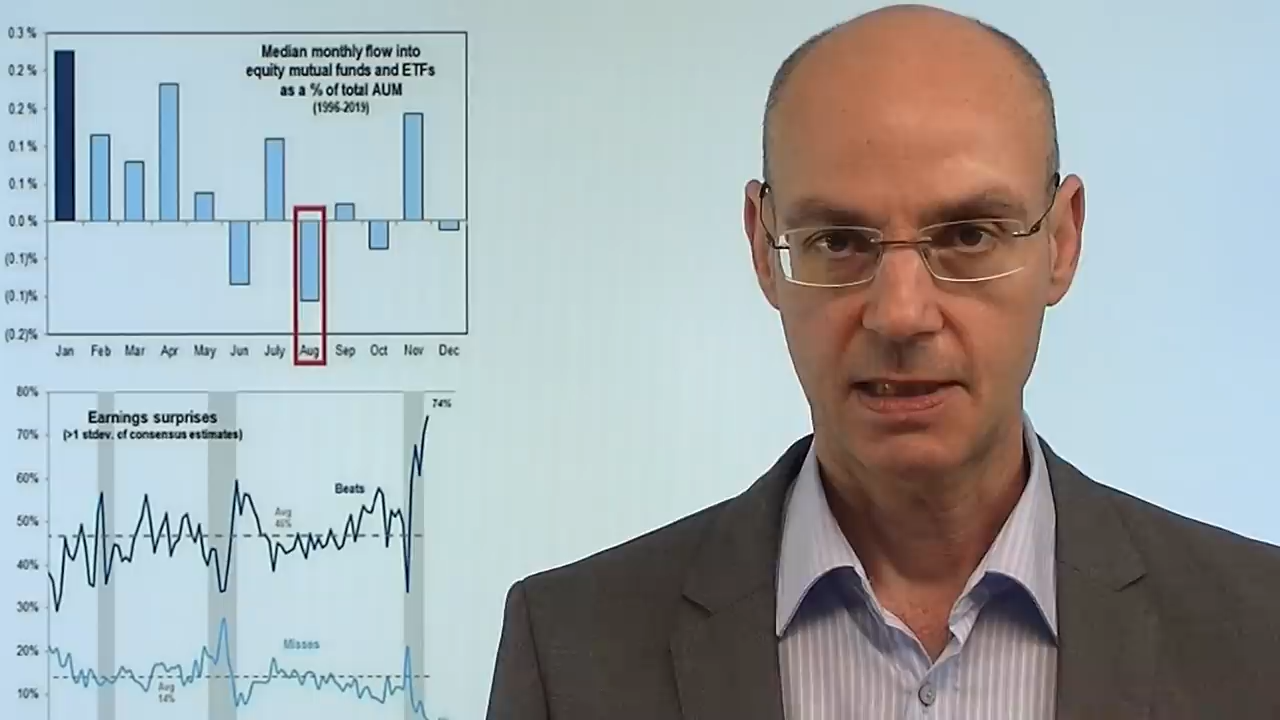 0.3 %
0.2 %
0.2 %
0.1 %
0.1 %
0.0 %
(0.1)%
(0.1)%
(0.2)%
Median monthly flow into
equity mutual funds and ETFs
as a % of total AUM
(1996-2019)
Jan Feb Mar Apr May Jun July Aug Sep Oct Nov Dec
80%
70%
60%
50%
40%
30%
20%
10%
Earnings surprises
(>1 stdev. of consensus estimates)
74%
Beats
Avg
46%
Misses
Avg
14%